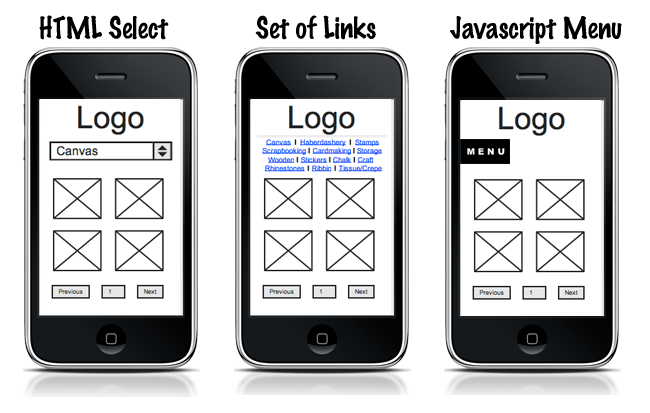 HTML Select
Set of Links
Javascript Menu
Logo
Canvas
Previous
1
Next
Logo
Canvas I Haberdashery I Stamps
Scrapbooking I Cardmaking I Storage
Wooden I Stickers I Chalk I Craft
Rhinestones I Ribbin I Tissue/Crepe
Previous
1
Next
Logo
MENU
Previous
1
Next